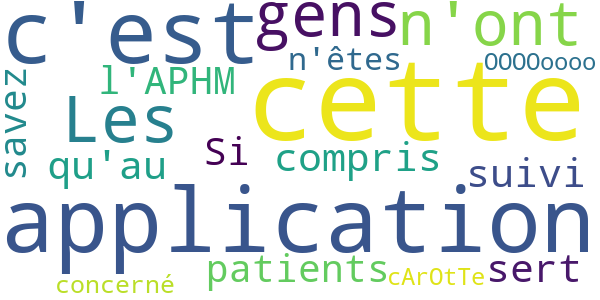 c'est gens n'ont
n'êtes OOOOoooo
l'APHM
savez Les cette
qu'au Si compris
suivi
application
patients cArOtTe sert
concerné